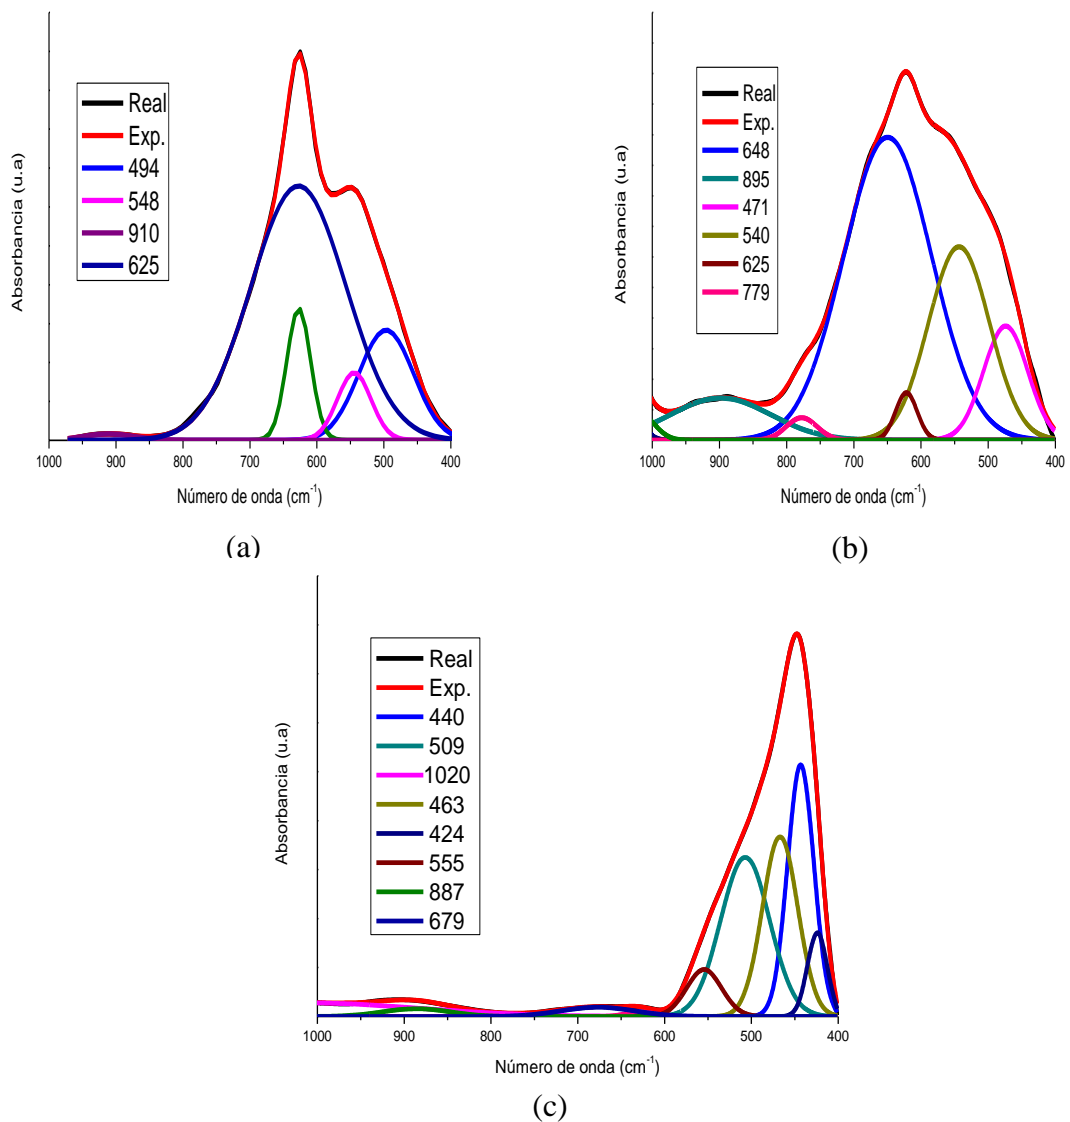 Absorbancia (u.a)
Real
Exp.
494
548
910
625
1000 900 800 700 600 500 400
Número de onda (cm-1)
(a)
Absorbancia (u.a)
Real
Exp.
648
895
471
540
625
779
1000 900 800 700 600 500 400
Número de onda (cm-1)
(b)
Absorbancia (u.a)
Real
Exp.
440
509
1020
463
424
555
887
679
1000 900 800 700 600 500 400
Número de onda (cm-1)
(c)